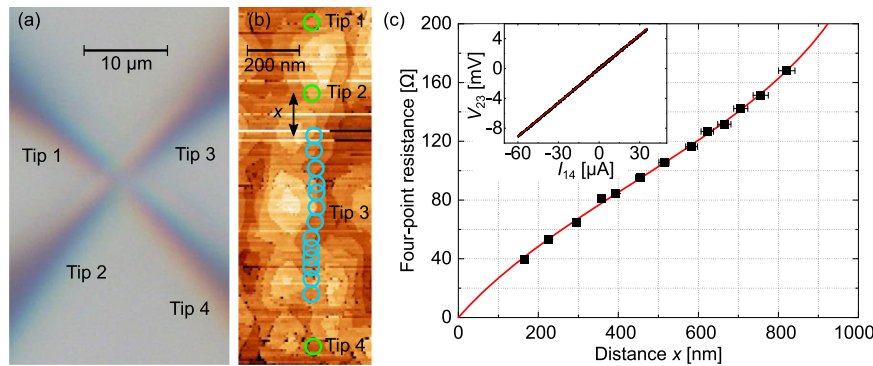 (a)
10 µm
Tip 1
Tip 3
Tip 2
Tip 4
(b)
Tip 1
200 nm
Tip 2
x
Tip 3
Tip 4
(c)
200
160
120
80
40
0
Four-point resistance [Ω]
0 200 400 600 800 1000
Distance x [nm]
4
0
-4
-8
V23 [mV]
-60 -30 0 30
I14 [µA]